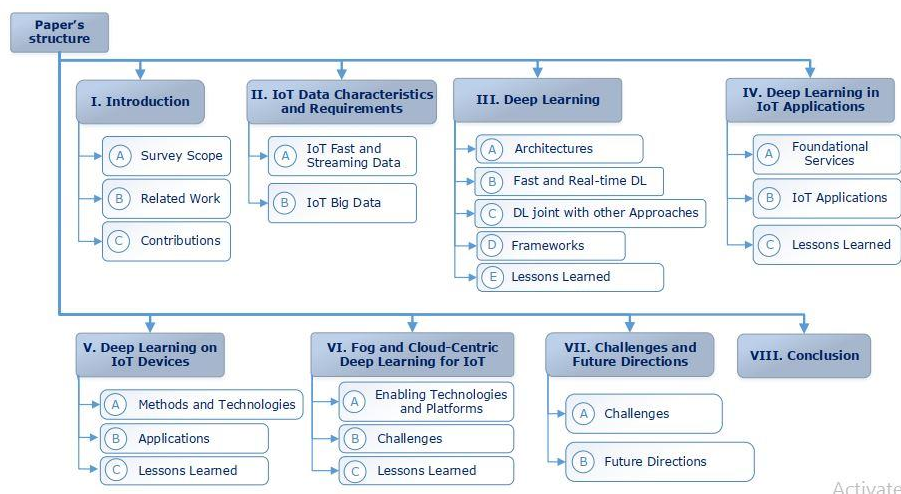 Paper's
structure
I. Introduction
A Survey Scope
B Related Work
C Contributions
II. IoT Data Characteristics
and Requirements
A IoT Fast and
Streaming Data
B IoT Big Data
III. Deep Learning
A Architectures
B Fast and Real-time DL
C DL joint with other Approaches
D Frameworks
E Lessons Learned
IV. Deep Learning in
IoT Applications
A Foundational
Services
B IoT Applications
C Lessons Learned
V. Deep Learning on
IoT Devices
A Methods and Technologies
B Applications
C Lessons Learned
VI. Fog and Cloud-Centric
Deep Learning for IoT
A Enabling Technologies
and Platforms
B Challenges
C Lessons Learned
VII. Challenges and
Future Directions
A Challenges
B Future Directions
VIII. Conclusion
Activate